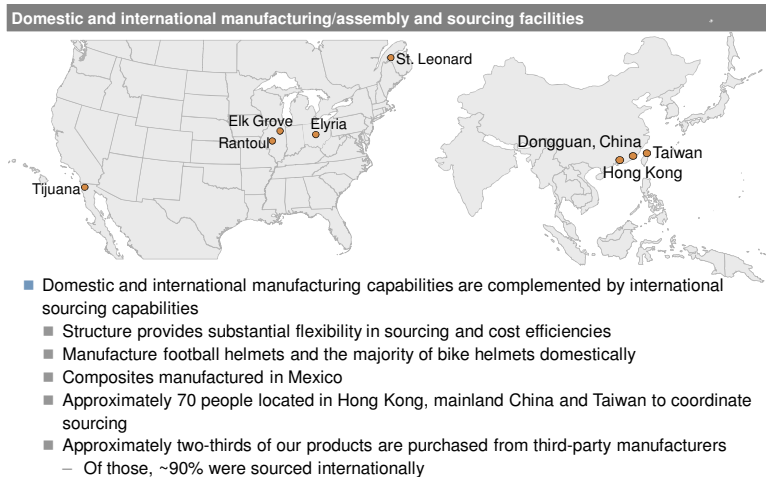 Domestic and international manufacturing/assembly and sourcing facilities
St. Leonard
Elk Grove
Elyria
Rantoul
Tijuana
Dongguan, China
Taiwan
Hong Kong
Domestic and international manufacturing capabilities are complemented by international
sourcing capabilities
Structure provides substantial flexibility in sourcing and cost efficiencies
Manufacture football helmets and the majority of bike helmets domestically
Composites manufactured in Mexico
Approximately 70 people located in Hong Kong, mainland China and Taiwan to coordinate
sourcing
Approximately two-thirds of our products are purchased from third-party manufacturers
– Of those, ~90% were sourced internationally